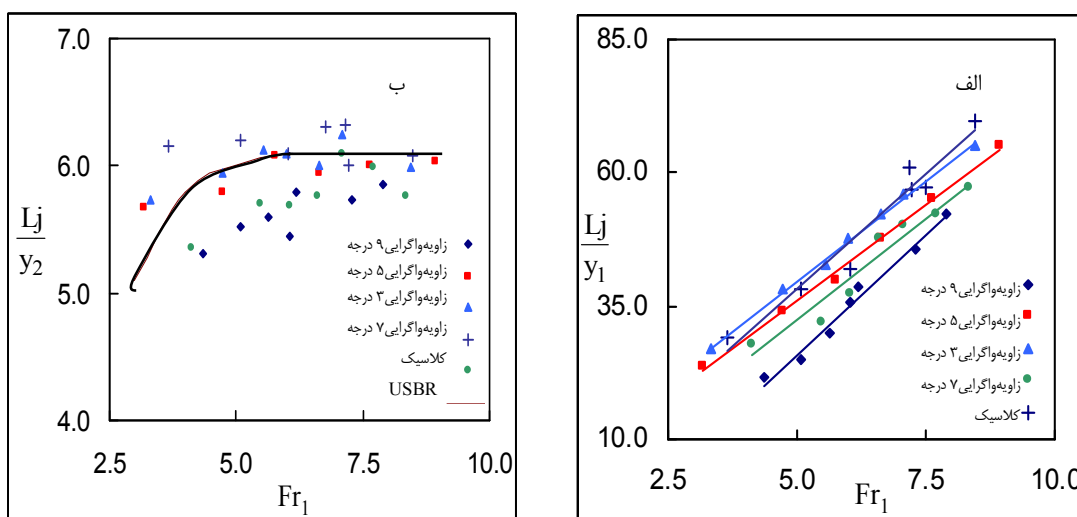 7.0
6.0
5.0
4.0
2.5 5.0 7.5 10.0
Lj
y2
Fr1
ب
زاویه‌واگرایی ۹ درجه
زاویه‌واگرایی ۵ درجه
زاویه‌واگرایی ۳ درجه
زاویه‌واگرایی ۷ درجه
کلاسیک
USBR
85.0
60.0
35.0
10.0
2.5 5.0 7.5 10.0
Lj
y1
Fr1
الف
زاویه‌واگرایی ۹ درجه
زاویه‌واگرایی ۵ درجه
زاویه‌واگرایی ۳ درجه
زاویه‌واگرایی ۷ درجه
کلاسیک